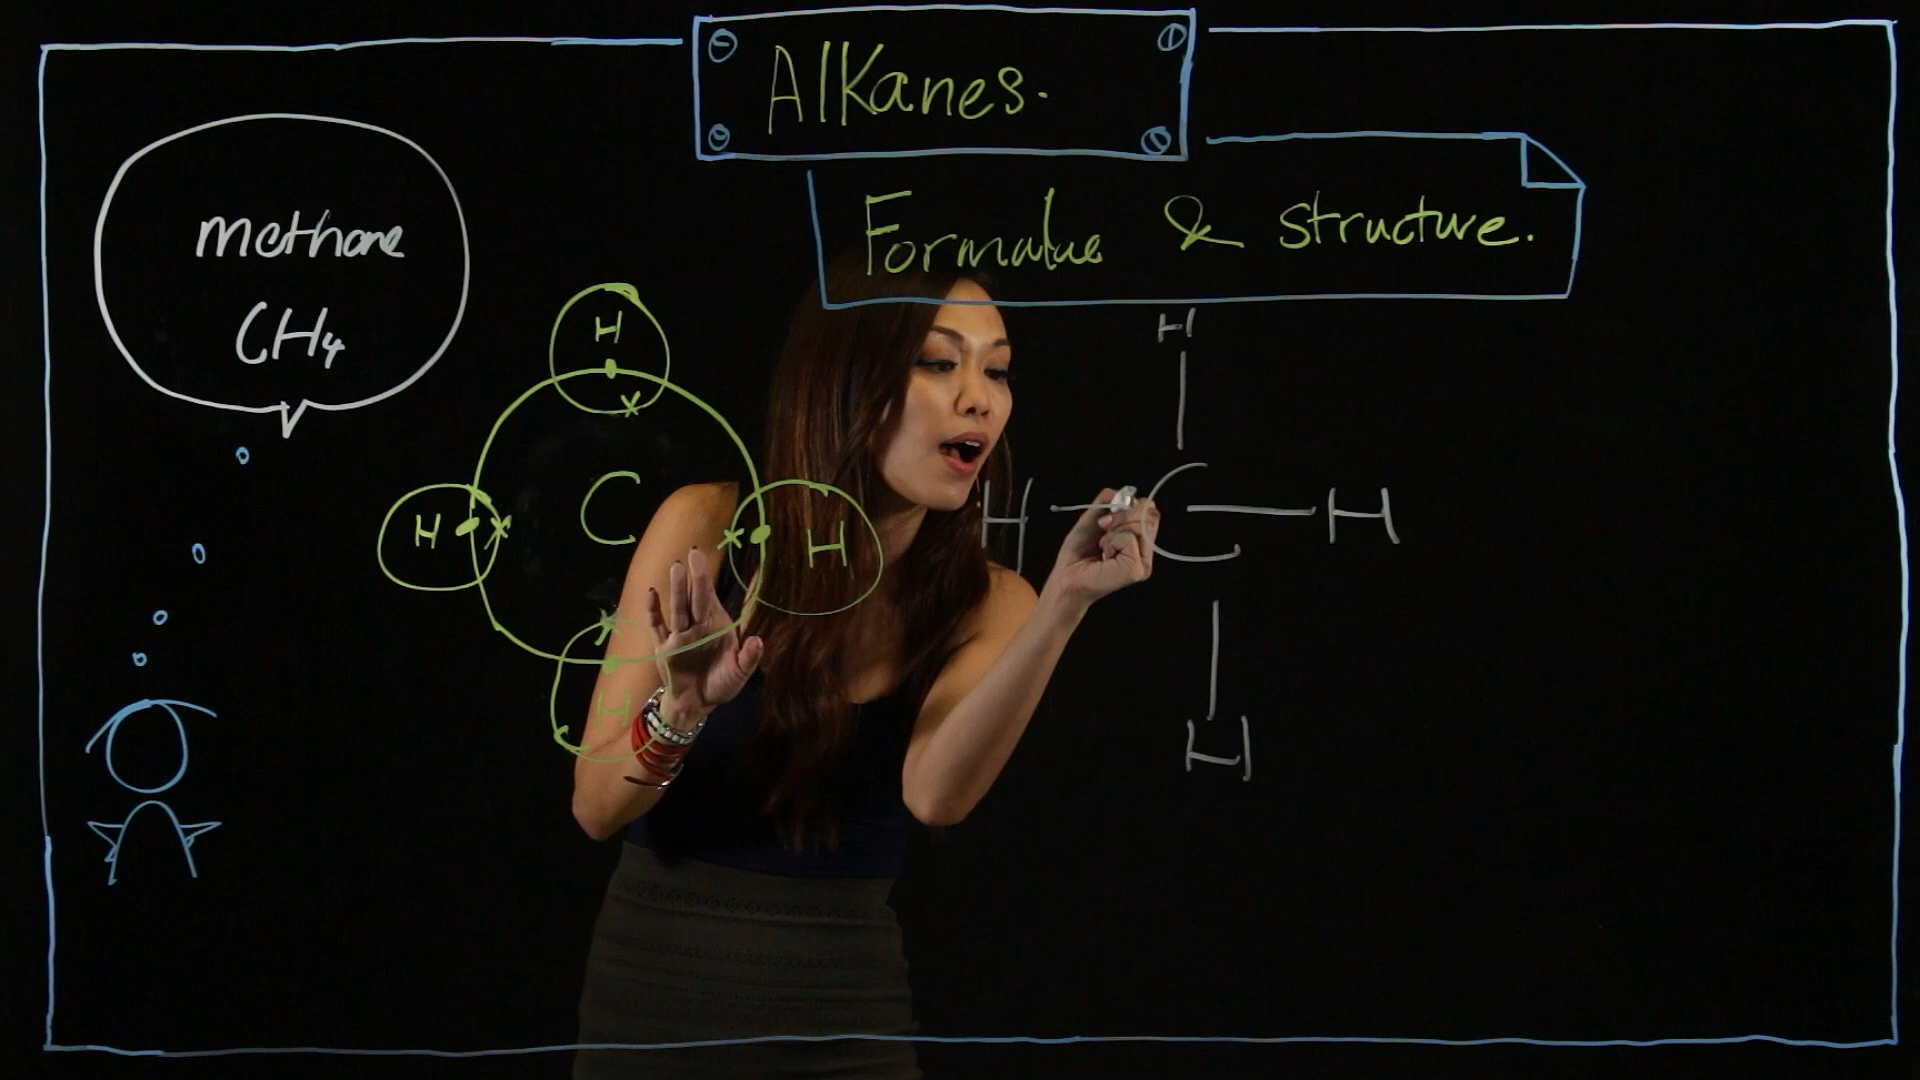 Alkanes.
Formulae & structure.
methane
CH4
H
H C H
H
H
H C H
H